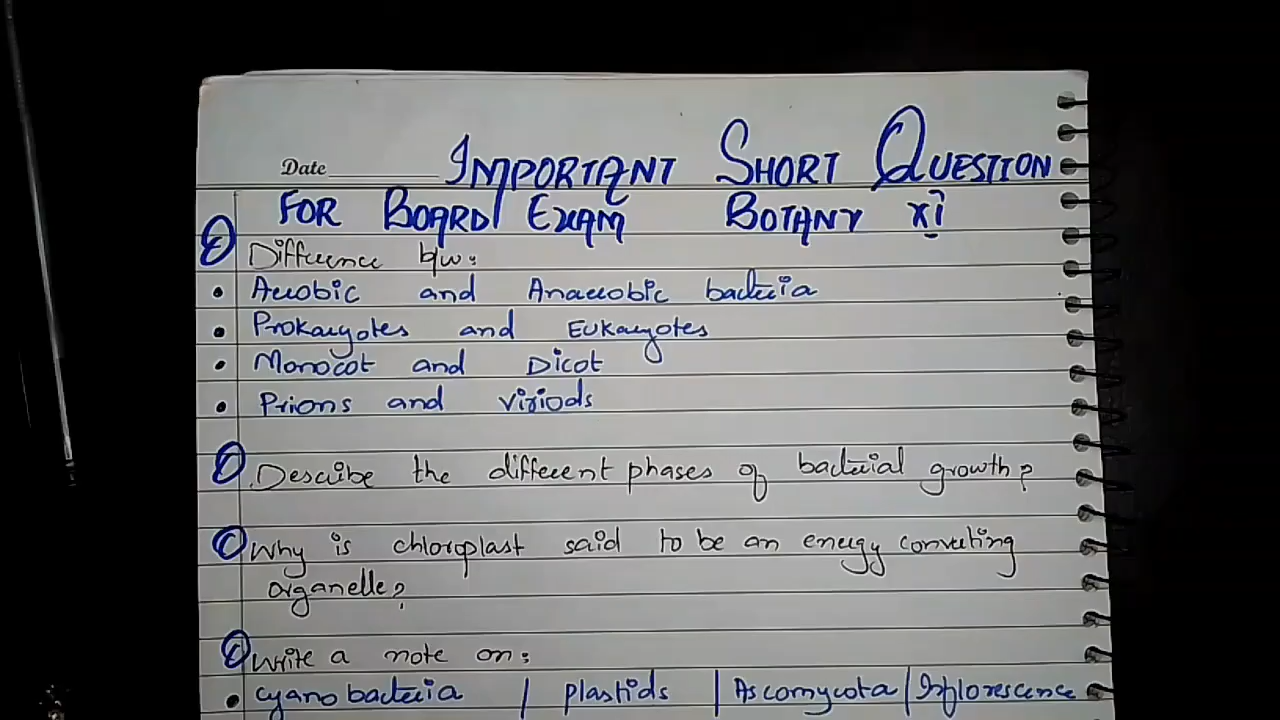 Date
IMPORTANT SHORT QUESTION
FOR BOARD EXAM BOTANY XI
Q Difference b/w:
• Aerobic and Anaerobic bacteria
• Prokaryotes and Eukaryotes
• Monocot and Dicot
• Prions and Viriods
Q Describe the different phases of bacterial growth?
Q Why is chloroplast said to be an energy converting
organelle?
Q Write a note on:
• Cyanobacteria | plastids | Ascomycota | Inflorescence